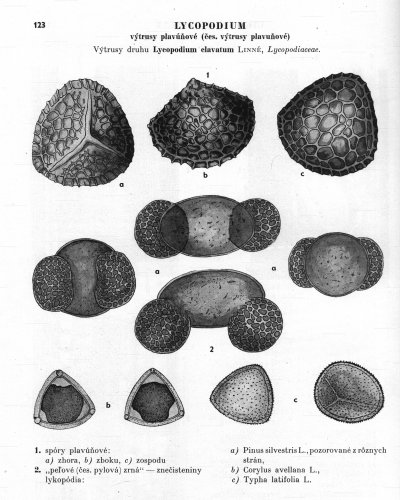 123
LYCOPODIUM
výtrusy plavúňové (čes. výtrusy plavuňové)
Výtrusy druhu Lycopodium clavatum LINNÉ, Lycopodiaceae.
1
a
b
c
a
a
2
b
c
1. spóry plavúňové:
a) zhora, b) zboku, c) zospodu
2. „peľové (čes. pylová) zrná“ — znečisteniny
lykopódia:
a) Pinus silvestris L., pozorované z rôznych
strán,
b) Corylus avellana L.,
c) Typha latifolia L.